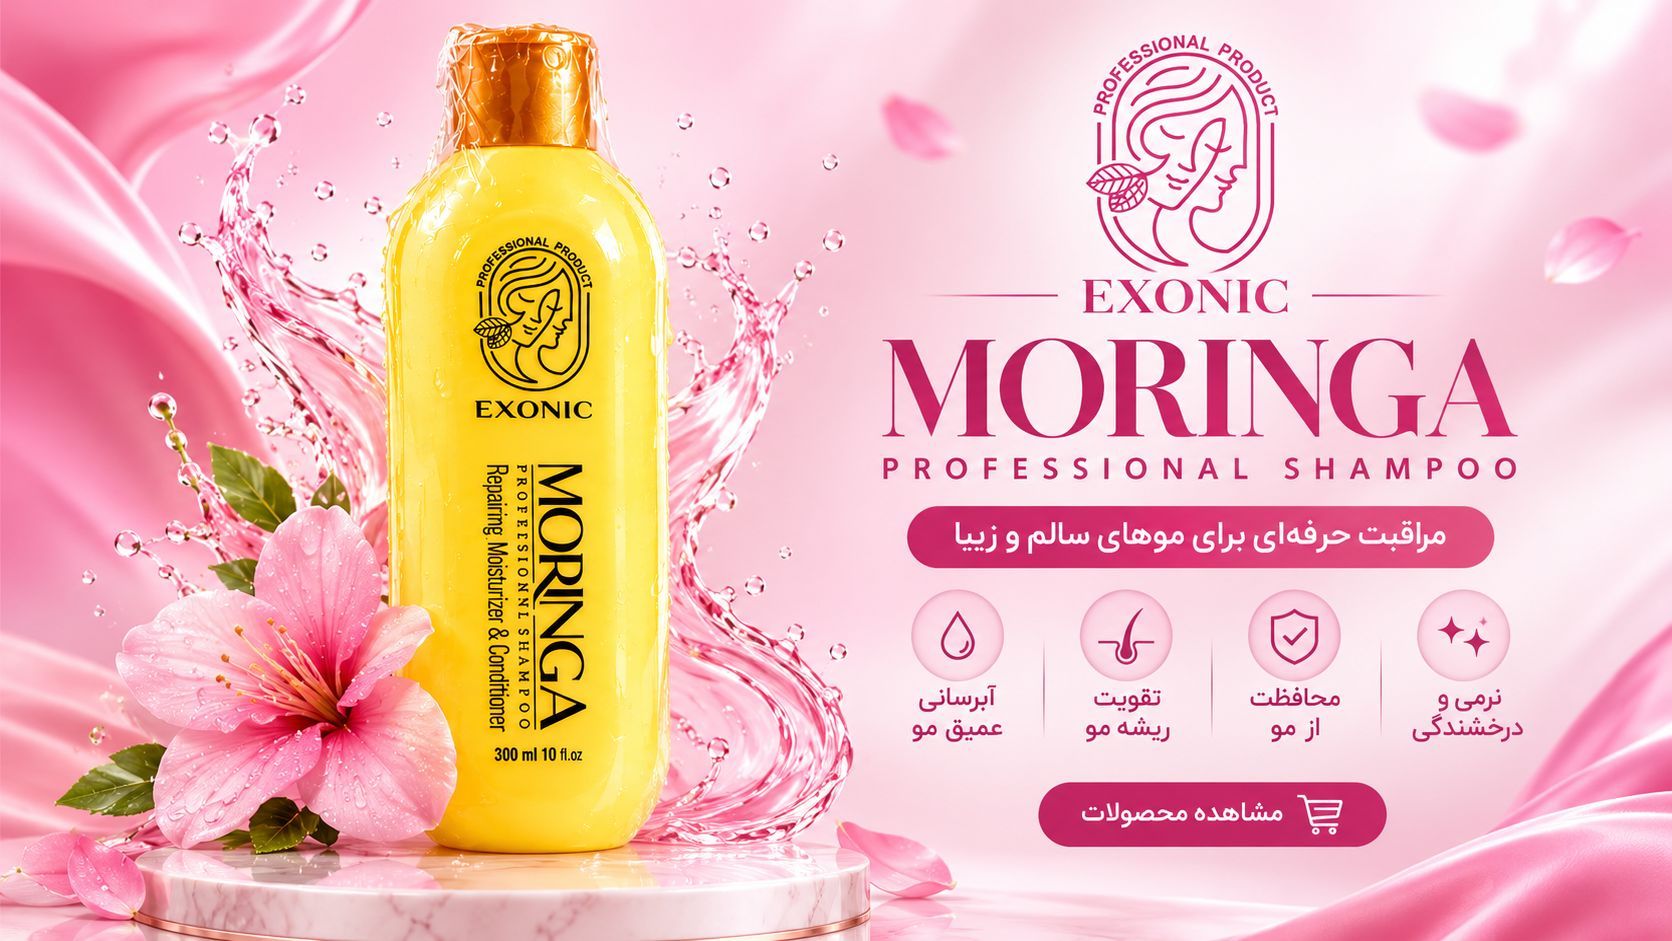 PROFESSIONAL PRODUCT
EXONIC
MORINGA
PROFEESIONNL SHAMPOO
Repairing Moisturizer & Conditioner
300 ml 10 fl.oz
PROFESSIONAL PRODUCT
EXONIC
MORINGA
PROFESSIONAL SHAMPOO
مراقبت حرفه‌ای برای موهای سالم و زیبا
نرمی و
درخشندگی
محافظت
از مو
تقویت
ریشه مو
آبرسانی
عمیق مو
مشاهده محصولات